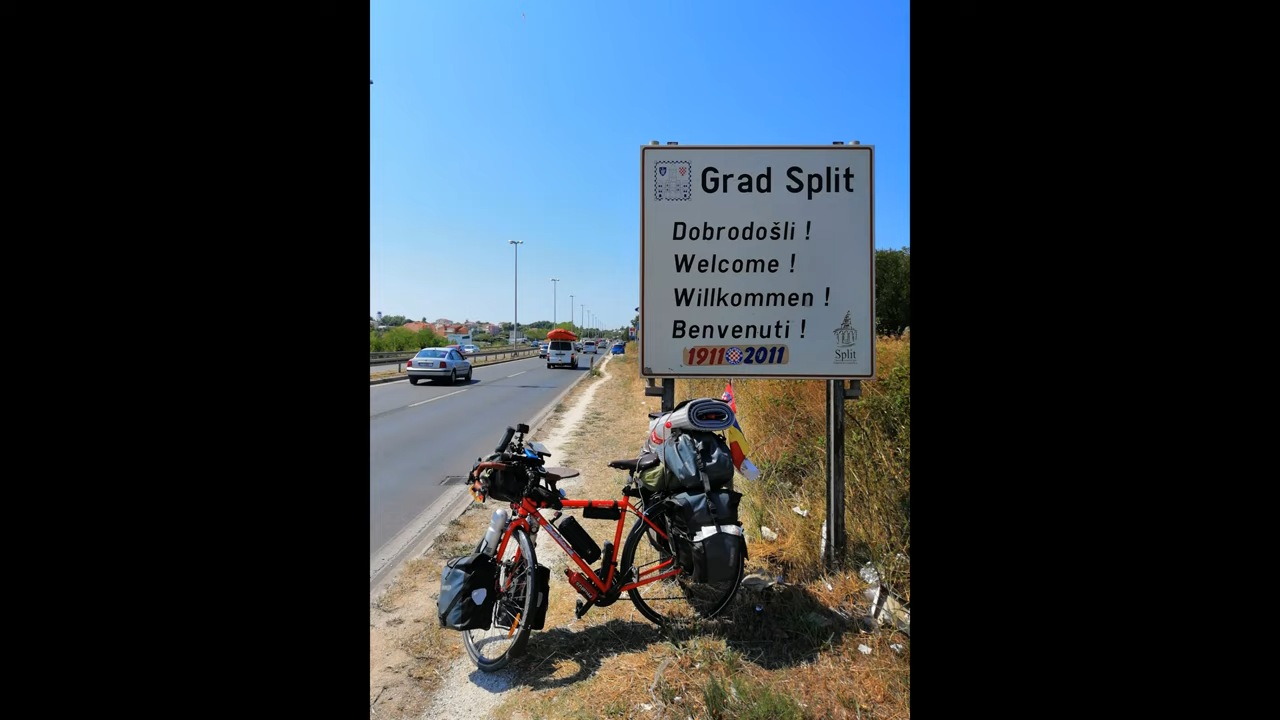 Grad Split
Dobrodošli !
Welcome !
Willkommen !
Benvenuti !
1911 2011
Split